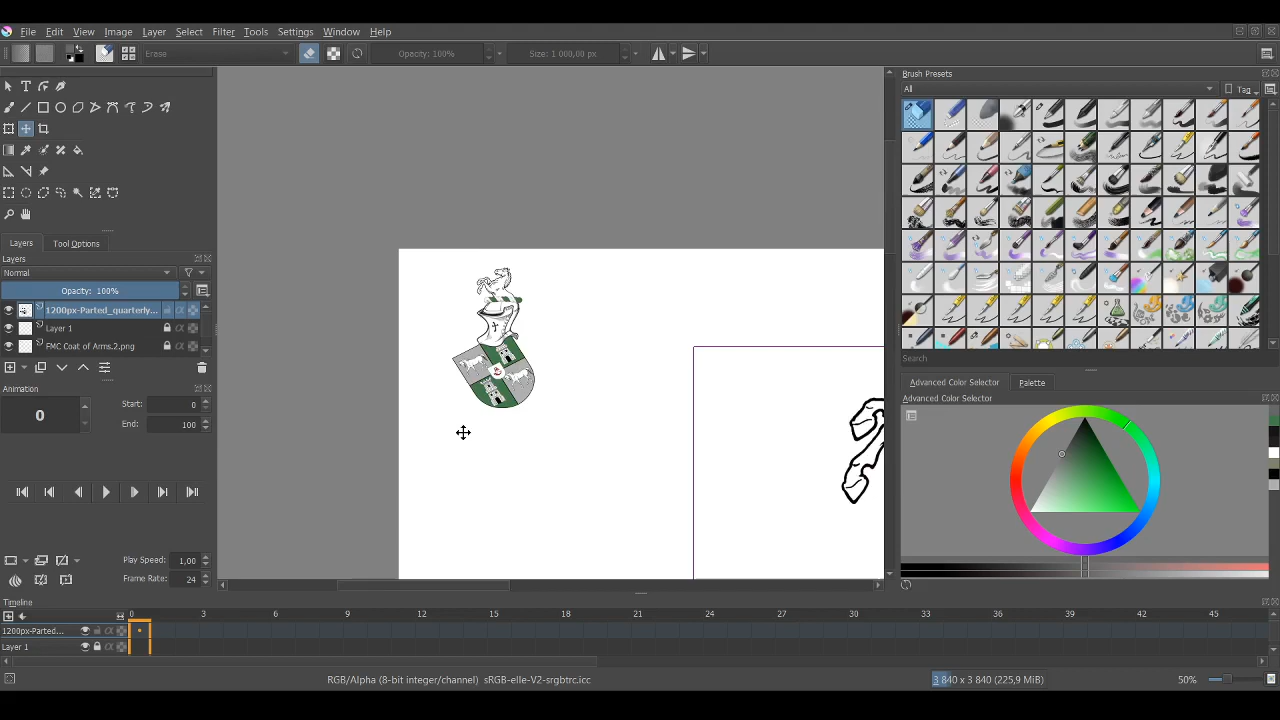 File Edit View Image Layer Select Filter Tools Settings Window Help
Erase Opacity: 100% Size: 1 000,00 px
Brush Presets
All Tag
Layers Tool Options
Layers
Normal
Opacity: 100%
1200px-Parted_quarterly...
Layer 1
FMC Coat of Arms.2.png
Search
Animation
Advanced Color Selector Palette
Advanced Color Selector
0 Start: 0
End: 100
Play Speed: 1,00
Frame Rate: 24
Timeline
0 3 6 9 12 15 18 21 24 27 30 33 36 39 42 45
1200px-Parted...
Layer 1
RGB/Alpha (8-bit integer/channel) sRGB-elle-V2-srgbtrc.icc 3 840 x 3 840 (225,9 MiB) 50%